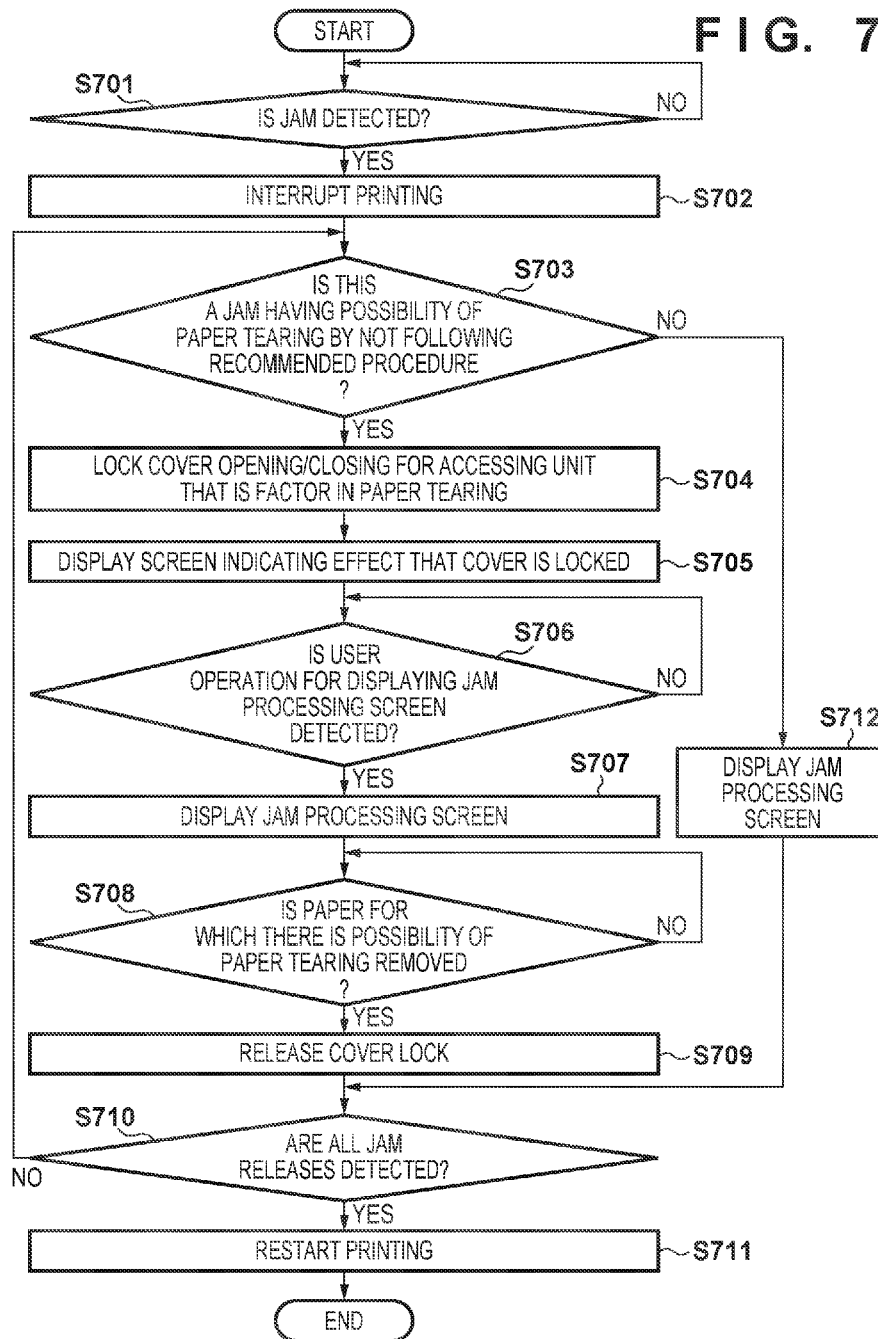 START
FIG. 7
S701
IS JAM DETECTED?
NO
YES
INTERRUPT PRINTING
S702
S703
IS THIS
A JAM HAVING POSSIBILITY OF
PAPER TEARING BY NOT FOLLOWING
RECOMMENDED PROCEDURE
?
NO
YES
LOCK COVER OPENING/CLOSING FOR ACCESSING UNIT
THAT IS FACTOR IN PAPER TEARING
S704
DISPLAY SCREEN INDICATING EFFECT THAT COVER IS LOCKED
S705
S706
IS USER
OPERATION FOR DISPLAYING JAM
PROCESSING SCREEN
DETECTED?
NO
YES
S712
DISPLAY JAM
PROCESSING
SCREEN
S707
DISPLAY JAM PROCESSING SCREEN
S708
IS PAPER FOR
WHICH THERE IS POSSIBILITY OF
PAPER TEARING REMOVED
?
NO
YES
RELEASE COVER LOCK
S709
S710
ARE ALL JAM
RELEASES DETECTED?
NO
YES
RESTART PRINTING
S711
END